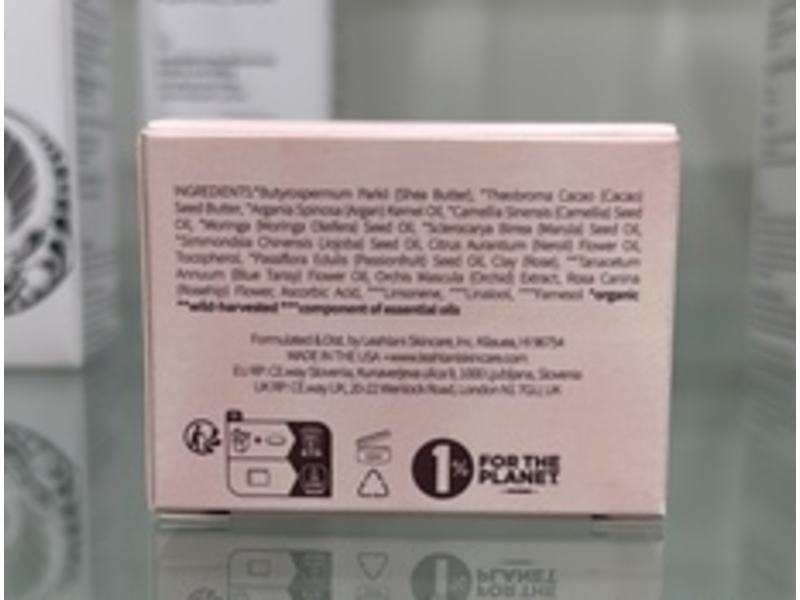 INGREDIENTS:*Butyrospermum Parkii (Shea Butter), *Theobroma Cacao (Cacao)
Seed Butter, *Argania Spinosa (Argan) Kernel Oil, *Camellia Sinensis (Camellia) Seed
Oil, *Moringa (Moringa Oleifera) Seed Oil, *Sclerocarya Birrea (Marula) Seed Oil,
*Simmondsia Chinensis (Jojoba) Seed Oil, Citrus Aurantium (Neroli) Flower Oil,
Tocopherol, *Passiflora Edulis (Passionfruit) Seed Oil, Clay (Rose), **Tanacetum
Annuum (Blue Tansy) Flower Oil, Orchis Mascula (Orchid) Extract, Rosa Canina
(Rosehip) Flower, Ascorbic Acid, ***Limonene, ***Linalool, ***Farnesol *organic
**wild-harvested ***component of essential oils
Formulated & Dist. by Leahlani Skincare, Inc. Kilauea, HI 96754
MADE IN THE USA •www.leahlaniskincare.com
EU RP: CE.way Slovenia, Kunaverjeva ulica 9, 1000 Ljubljana, Slovenia
UK RP: CE.way UK, 20-22 Wenlock Road, London N1 7GU, UK
1% FOR THE
PLANET